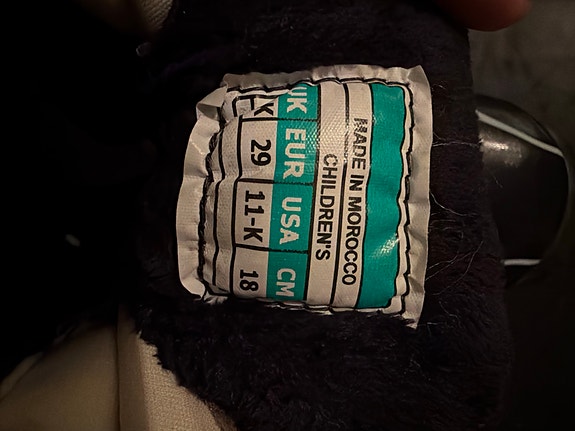 MADE IN MOROCCO
CHILDREN'S
UK EUR USA CM
29 11-K 18